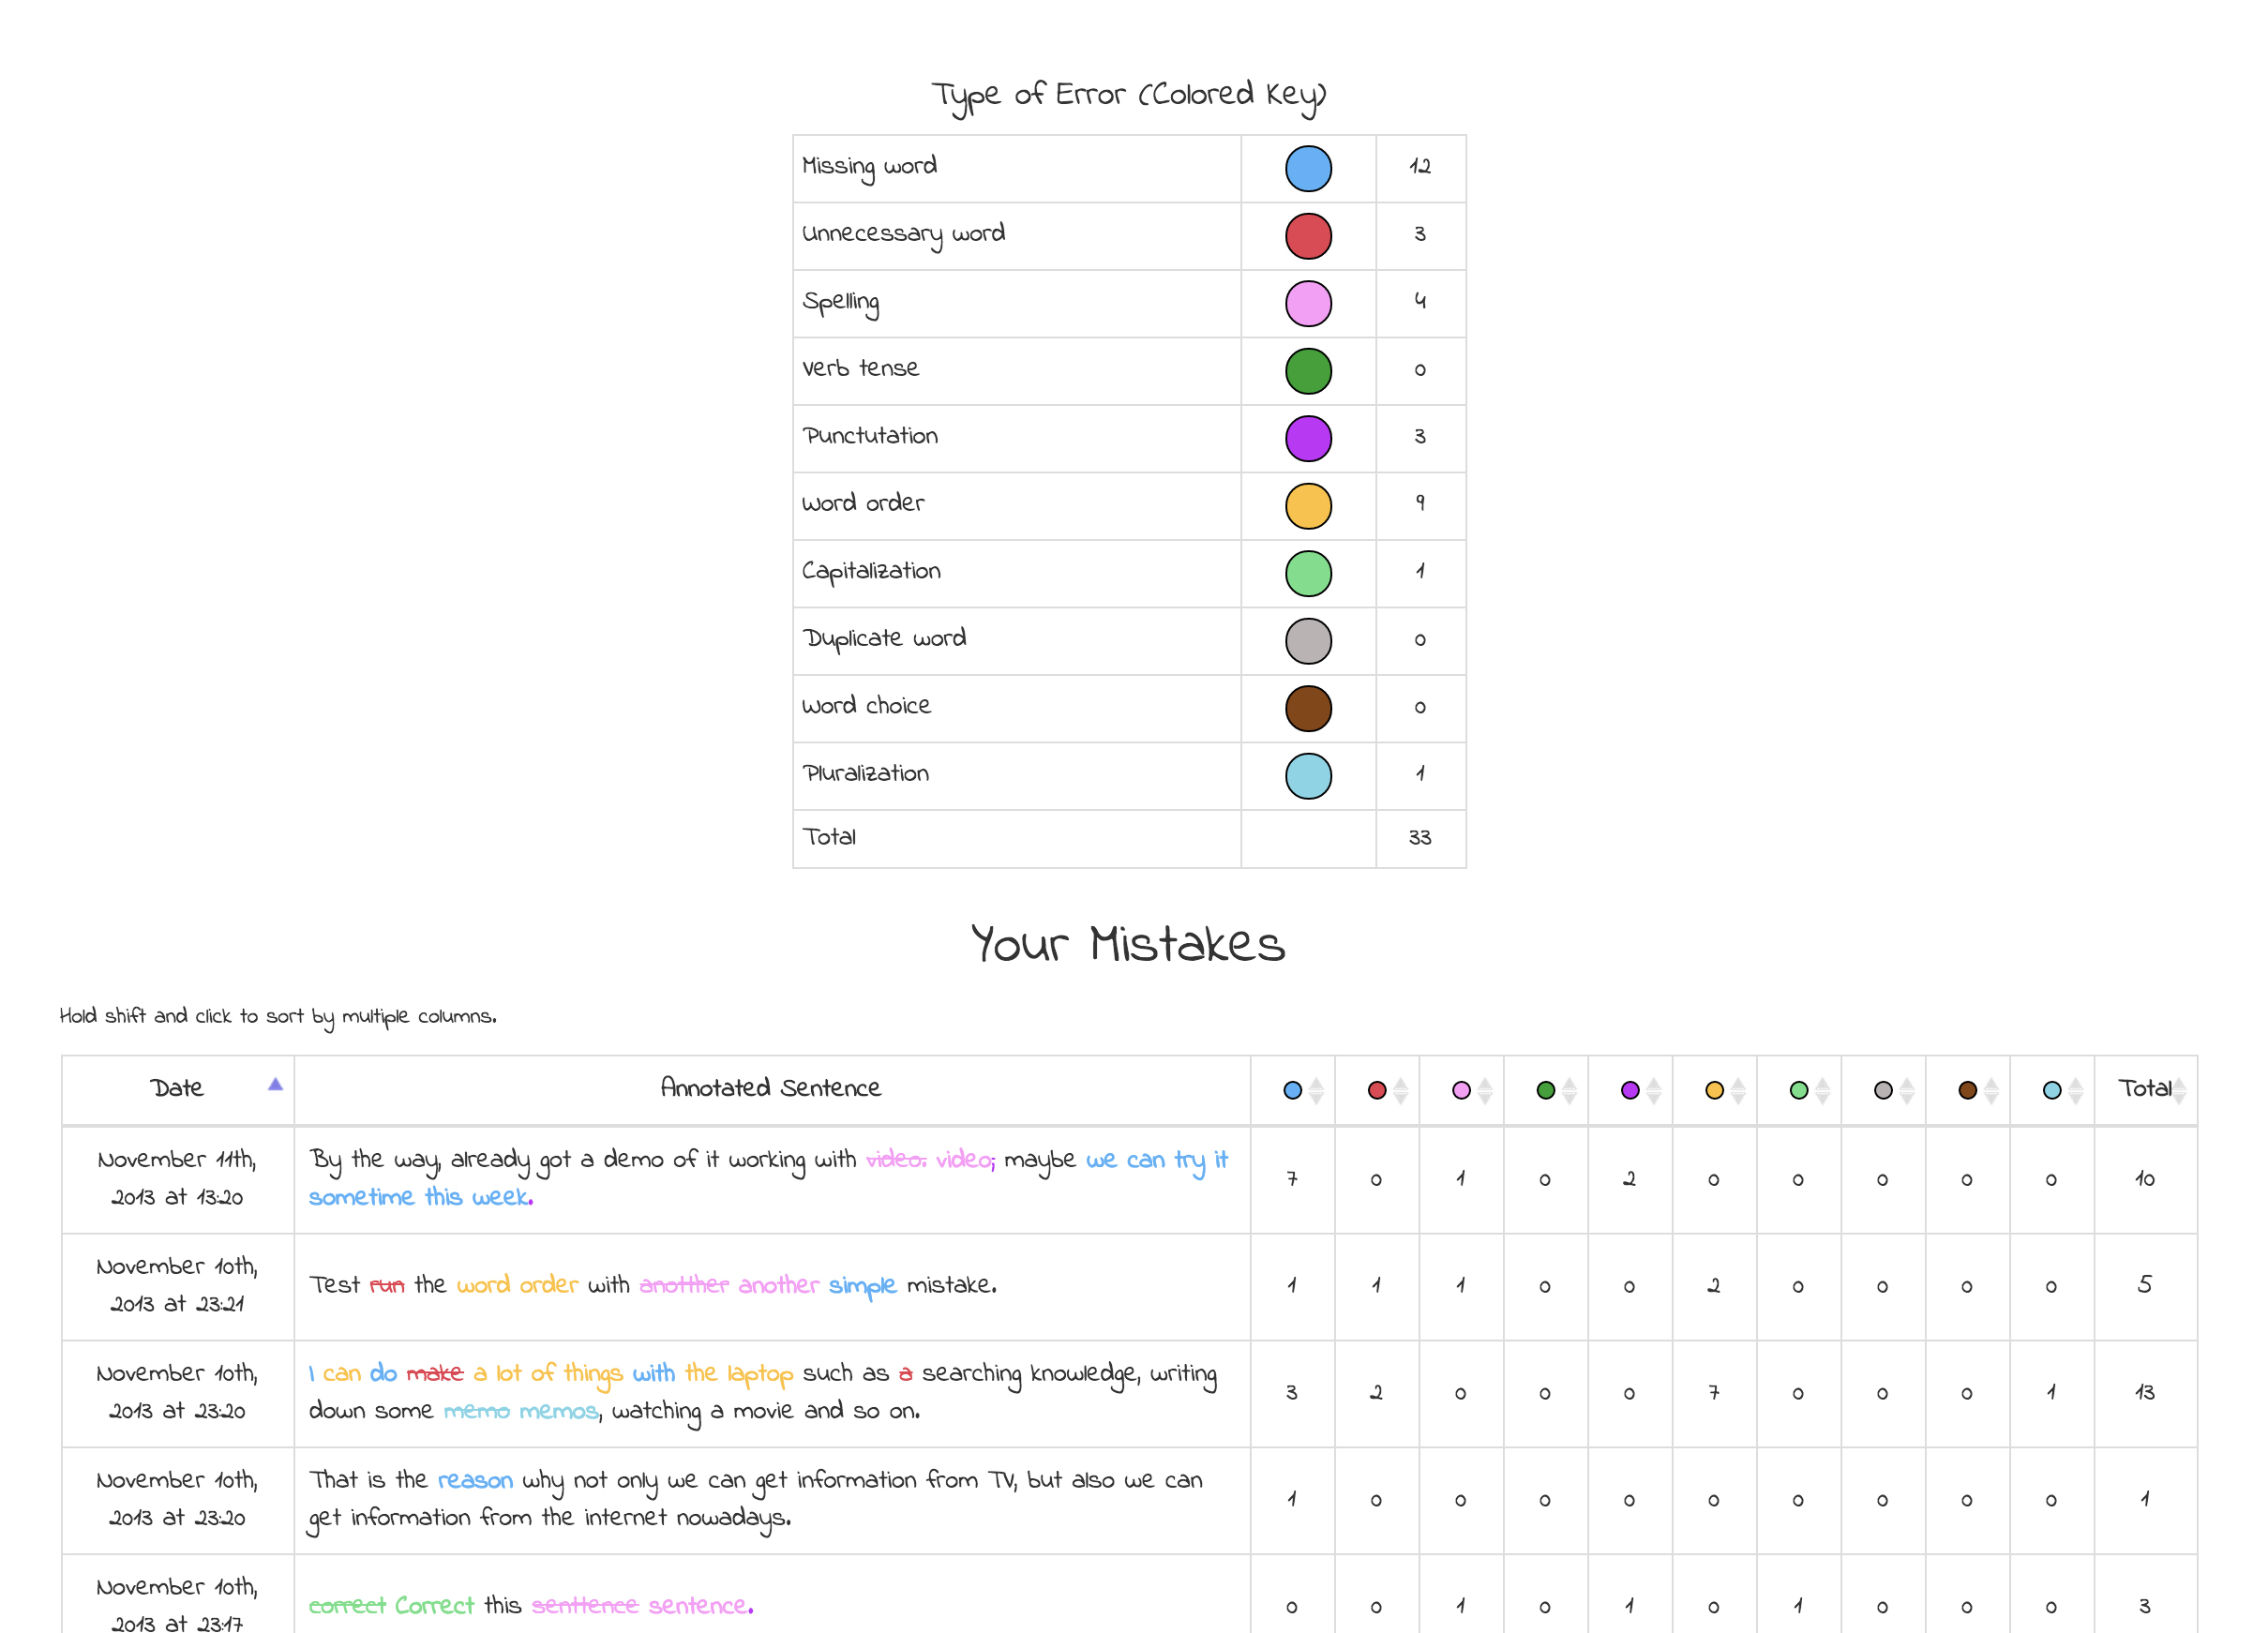 Type of Error (Colored Key)
Missing word 12
Unnecessary word 3
Spelling 4
Verb tense 0
Punctutation 3
Word order 9
Capitalization 1
Duplicate word 0
Word choice 0
Pluralization 1
Total 33
Your Mistakes
Hold shift and click to sort by multiple columns.
Date Annotated Sentence Total
November 11th,
2013 at 13:20
By the way, already got a demo of it working with video. video; maybe we can try it
sometime this week.
7 0 1 0 2 0 0 0 0 0 10
November 10th,
2013 at 23:21
Test run the word order with anotther another simple mistake.
1 1 1 0 0 2 0 0 0 0 5
November 10th,
2013 at 23:20
I can do make a lot of things with the laptop such as a searching knowledge, writing
down some memo memos, watching a movie and so on.
3 2 0 0 0 7 0 0 0 1 13
November 10th,
2013 at 23:20
That is the reason why not only we can get information from TV, but also we can
get information from the internet nowadays.
1 0 0 0 0 0 0 0 0 0 1
November 10th,
2013 at 23:17
correct Correct this senttence sentence.
0 0 1 0 1 0 1 0 0 0 3